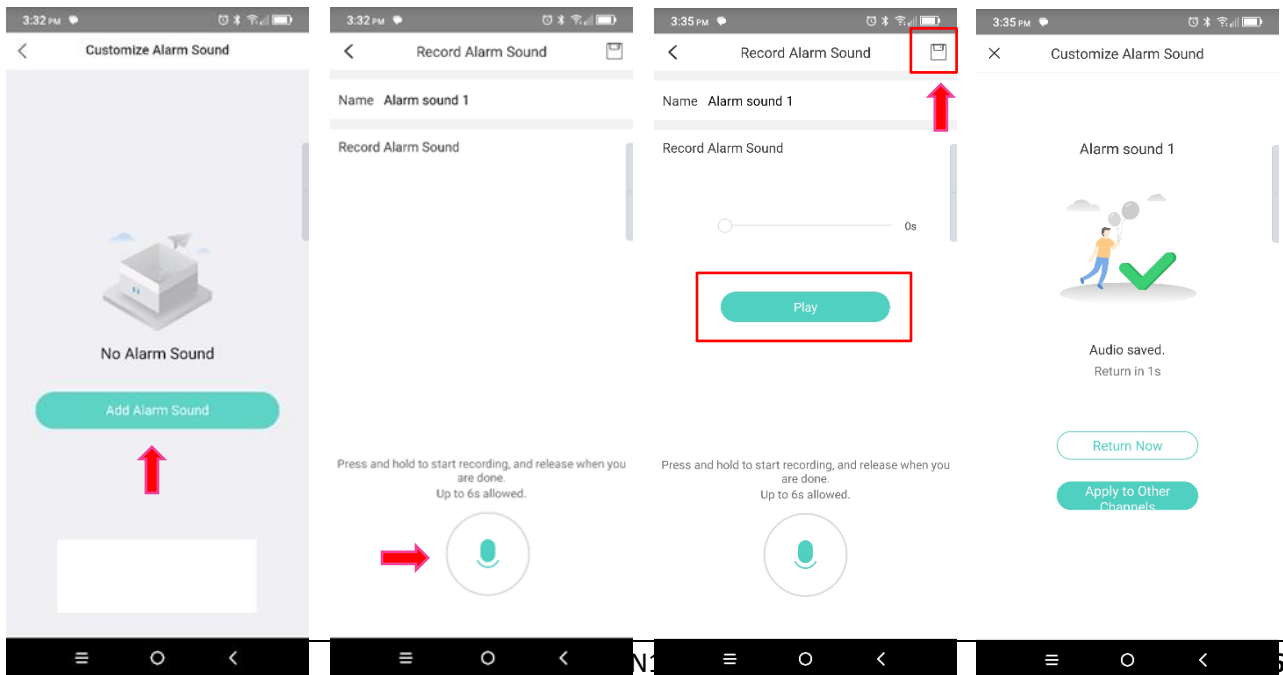 3:32 PM
Customize Alarm Sound
No Alarm Sound
Add Alarm Sound
3:32 PM
Record Alarm Sound
Name Alarm sound 1
Record Alarm Sound
Press and hold to start recording, and release when you
are done.
Up to 6s allowed.
3:35 PM
Record Alarm Sound
Name Alarm sound 1
Record Alarm Sound
0s
Play
Press and hold to start recording, and release when you
are done.
Up to 6s allowed.
3:35 PM
Customize Alarm Sound
Alarm sound 1
Audio saved.
Return in 1s
Return Now
Apply to Other
Channels